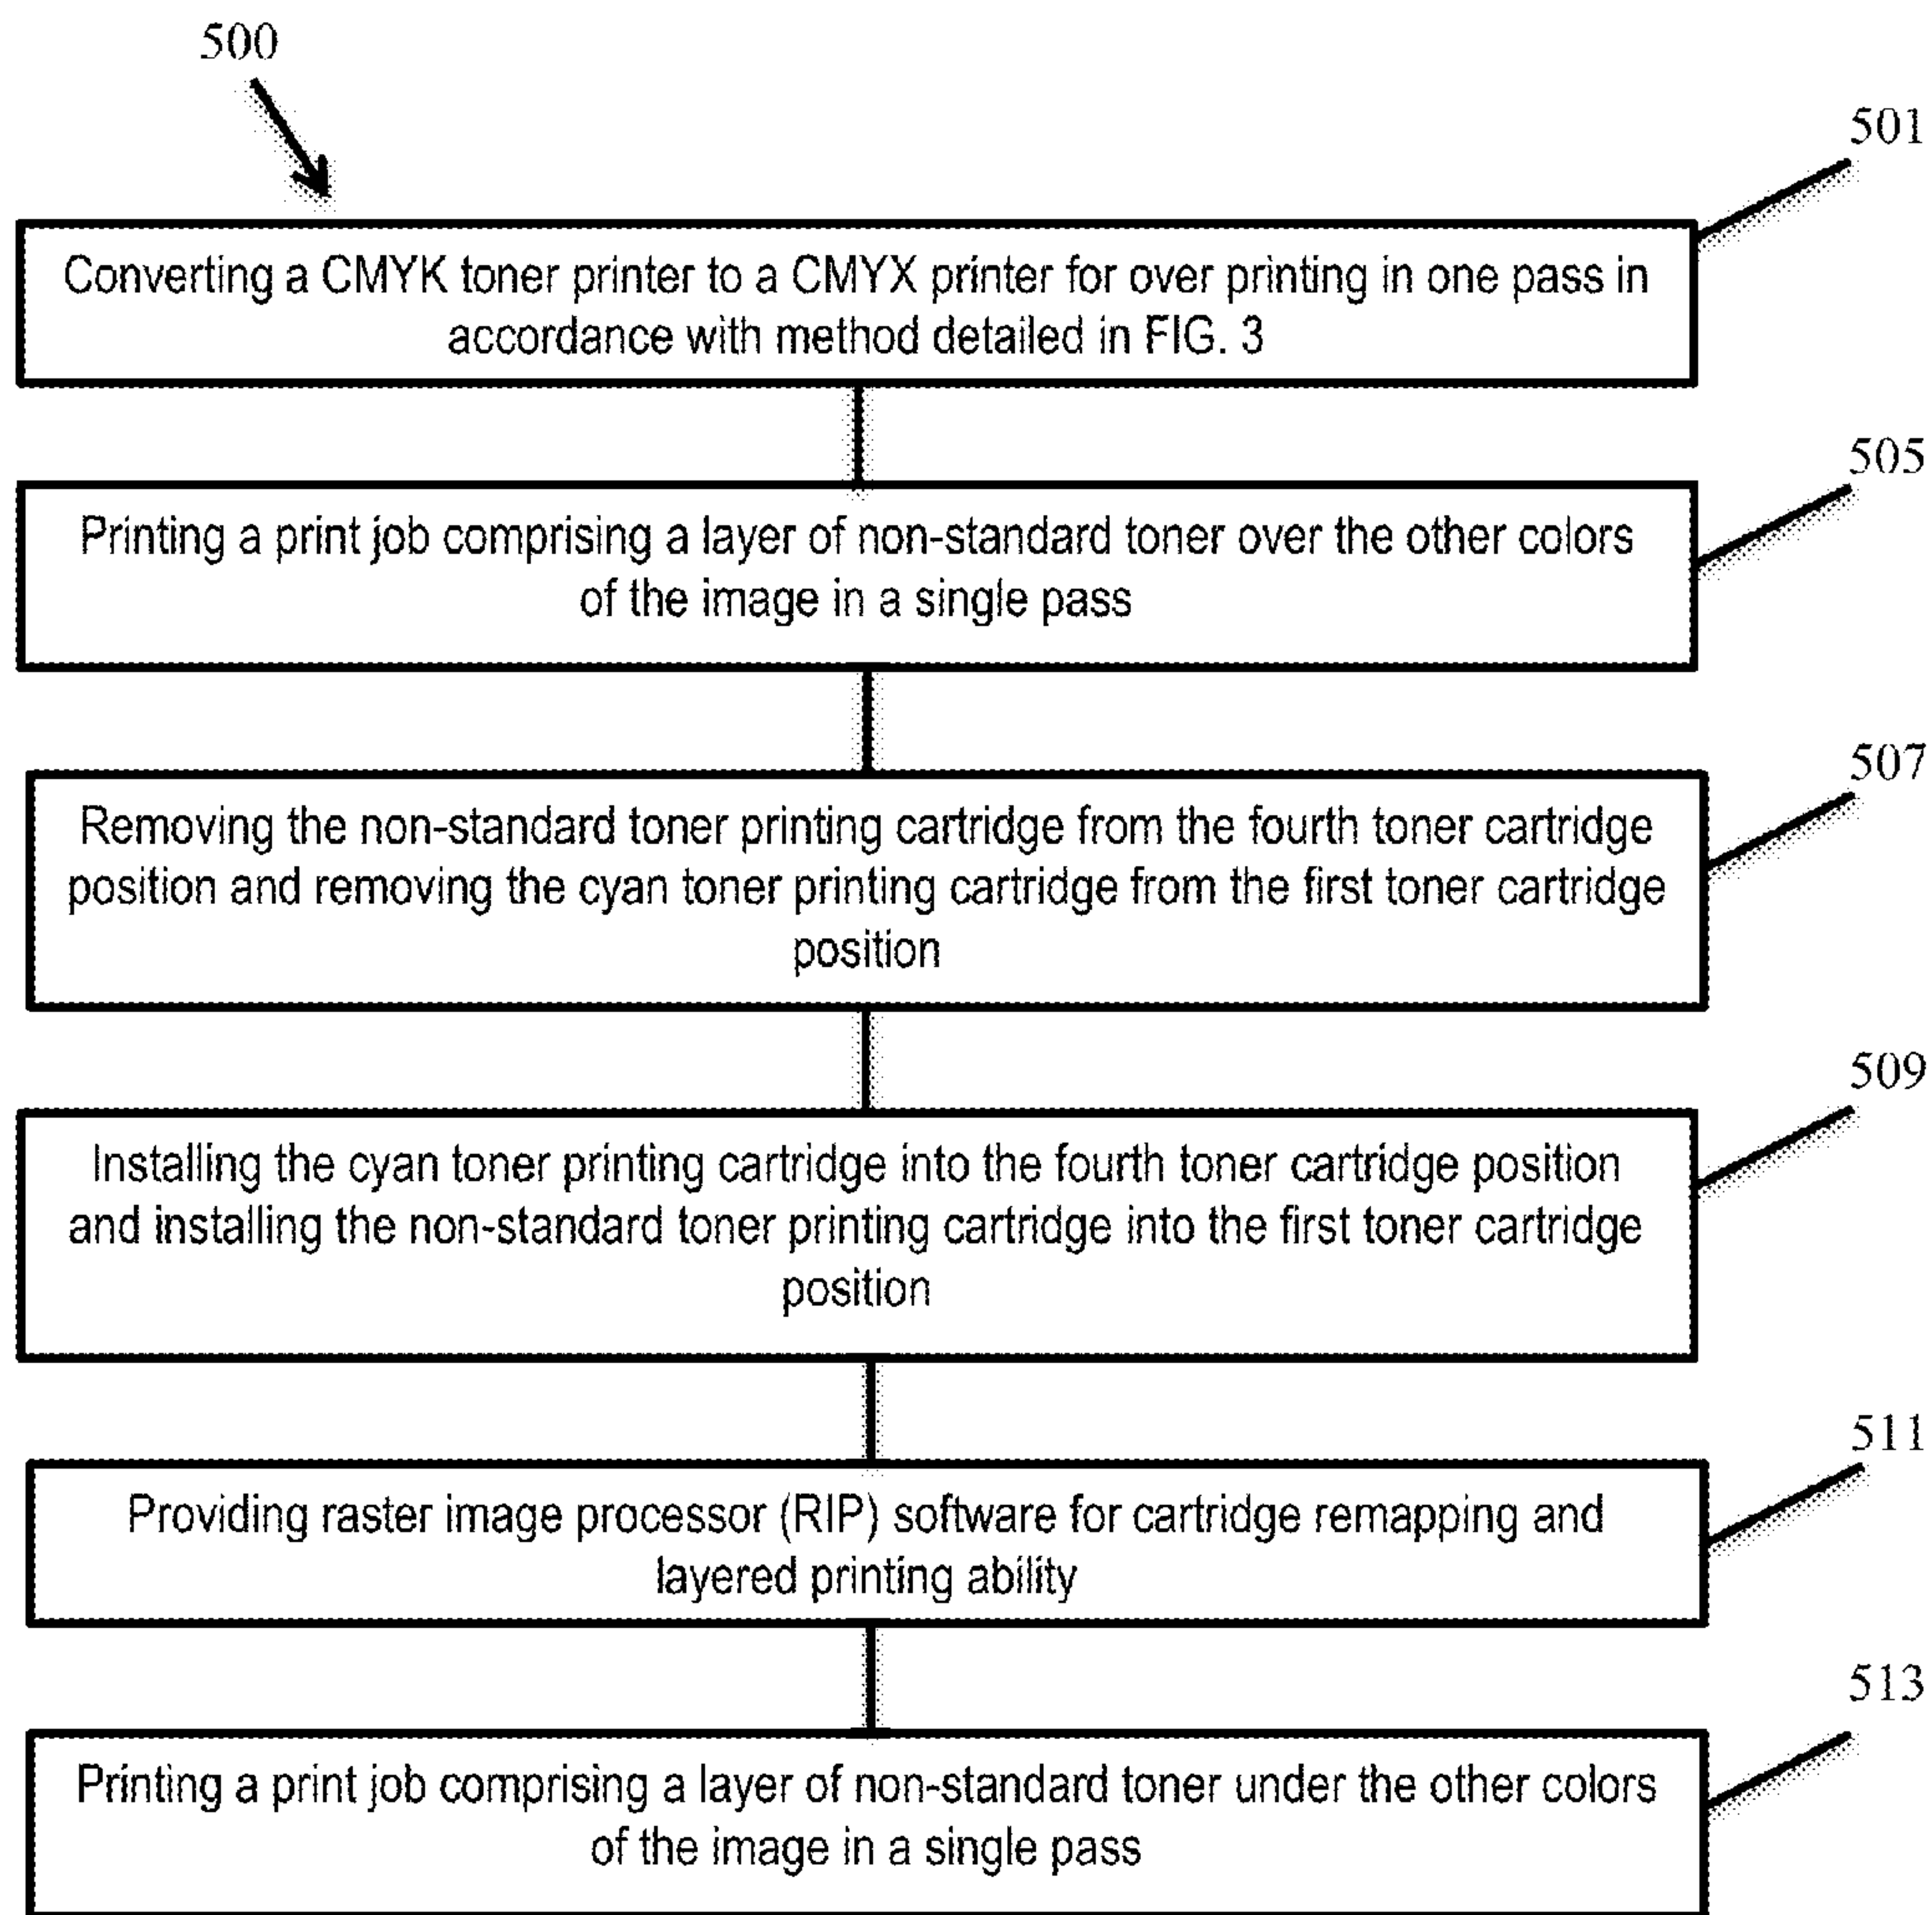 500
501
Converting a CMYK toner printer to a CMYX printer for over printing in one pass in
accordance with method detailed in FIG. 3
505
Printing a print job comprising a layer of non-standard toner over the other colors
of the image in a single pass
507
Removing the non-standard toner printing cartridge from the fourth toner cartridge
position and removing the cyan toner printing cartridge from the first toner cartridge
position
509
Installing the cyan toner printing cartridge into the fourth toner cartridge position
and installing the non-standard toner printing cartridge into the first toner cartridge
position
511
Providing raster image processor (RIP) software for cartridge remapping and
layered printing ability
513
Printing a print job comprising a layer of non-standard toner under the other colors
of the image in a single pass